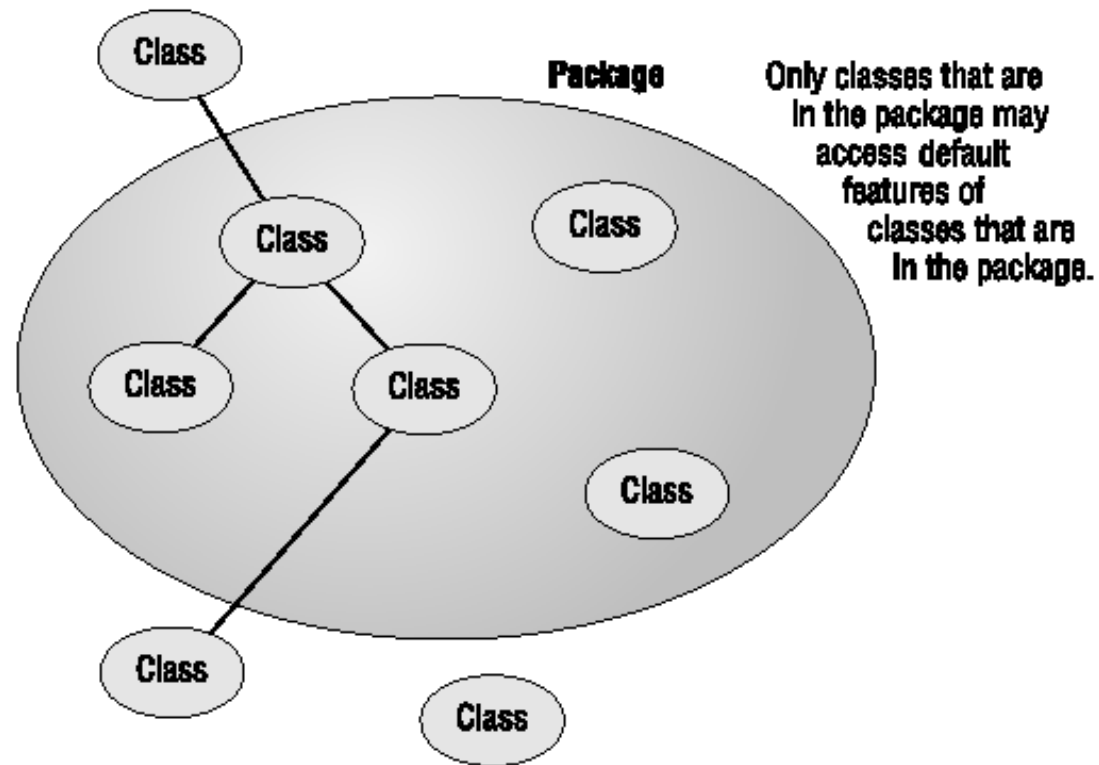 Class
Package
Only classes that are
in the package may
access default
features of
classes that are
in the package.
Class
Class
Class
Class
Class
Class
Class